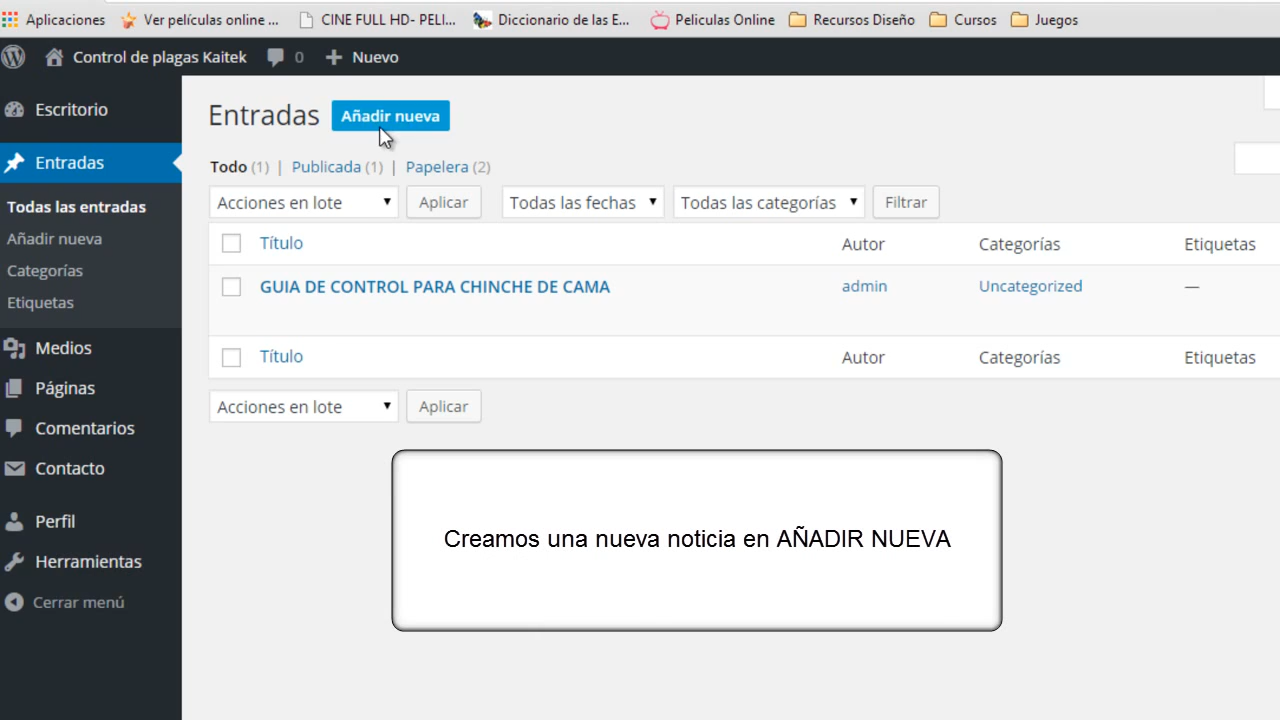 Aplicaciones Ver películas online ... CINE FULL HD- PELI... Diccionario de las E... Peliculas Online Recursos Diseño Cursos Juegos
Control de plagas Kaitek 0 + Nuevo
Escritorio
Entradas
Todas las entradas
Añadir nueva
Categorías
Etiquetas
Medios
Páginas
Comentarios
Contacto
Perfil
Herramientas
Cerrar menú
Entradas Añadir nueva
Todo (1) | Publicada (1) | Papelera (2)
Acciones en lote Aplicar Todas las fechas Todas las categorías Filtrar
Título Autor Categorías Etiquetas
GUIA DE CONTROL PARA CHINCHE DE CAMA admin Uncategorized —
Título Autor Categorías Etiquetas
Acciones en lote Aplicar
Creamos una nueva noticia en AÑADIR NUEVA